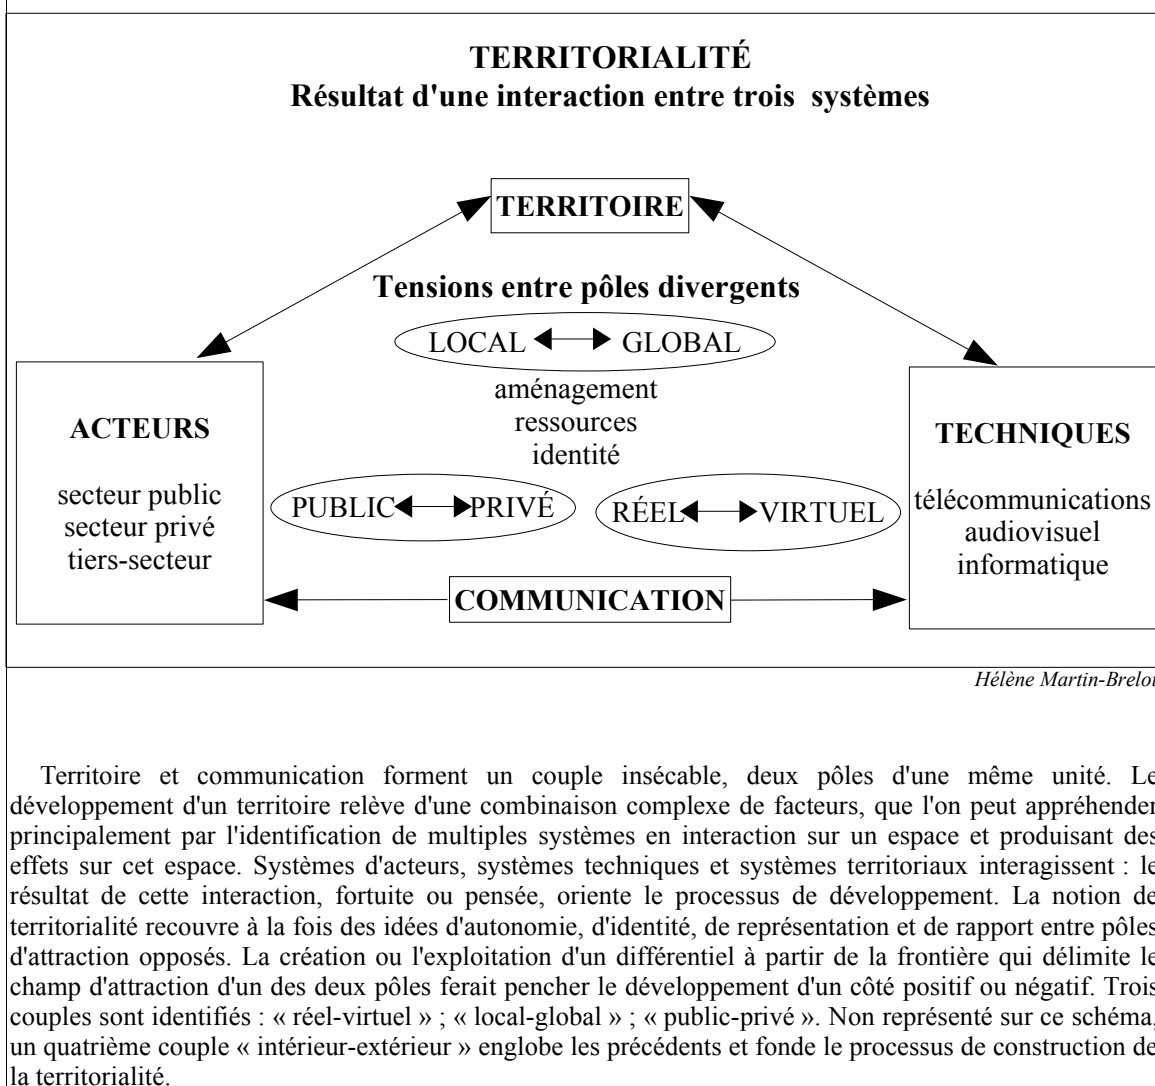 TERRITORIALITÉ
Résultat d'une interaction entre trois systèmes
TERRITOIRE
Tensions entre pôles divergents
LOCAL GLOBAL
aménagement
ressources
identité
ACTEURS
secteur public
secteur privé
tiers-secteur
PUBLIC PRIVÉ
RÉEL VIRTUEL
TECHNIQUES
télécommunications
audiovisuel
informatique
COMMUNICATION
Hélène Martin-Brelot
Territoire et communication forment un couple insécable, deux pôles d'une même unité. Le
développement d'un territoire relève d'une combinaison complexe de facteurs, que l'on peut appréhender
principalement par l'identification de multiples systèmes en interaction sur un espace et produisant des
effets sur cet espace. Systèmes d'acteurs, systèmes techniques et systèmes territoriaux interagissent : le
résultat de cette interaction, fortuite ou pensée, oriente le processus de développement. La notion de
territorialité recouvre à la fois des idées d'autonomie, d'identité, de représentation et de rapport entre pôles
d'attraction opposés. La création ou l'exploitation d'un différentiel à partir de la frontière qui délimite le
champ d'attraction d'un des deux pôles ferait pencher le développement d'un côté positif ou négatif. Trois
couples sont identifiés : « réel-virtuel » ; « local-global » ; « public-privé ». Non représenté sur ce schéma,
un quatrième couple « intérieur-extérieur » englobe les précédents et fonde le processus de construction de
la territorialité.